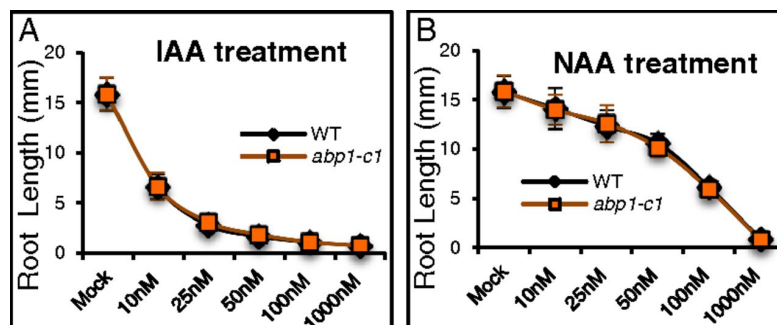 A
IAA treatment
Root Length (mm)
20
15
10
5
0
WT
abp1-c1
Mock
10nM
25nM
50nM
100nM
1000nM
B
NAA treatment
Root Length (mm)
20
15
10
5
0
WT
abp1-c1
Mock
10nM
25nM
50nM
100nM
1000nM